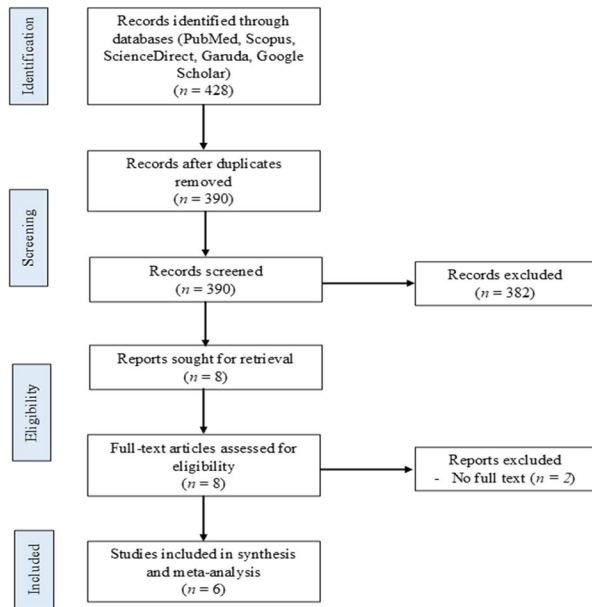 Identification
Records identified through
databases (PubMed, Scopus,
ScienceDirect, Garuda, Google
Scholar)
(n = 428)
Screening
Records after duplicates
removed
(n = 390)
Records screened
(n = 390)
Records excluded
(n = 382)
Eligibility
Reports sought for retrieval
(n = 8)
Full-text articles assessed for
eligibility
(n = 8)
Reports excluded
- No full text (n = 2)
Included
Studies included in synthesis
and meta-analysis
(n = 6)